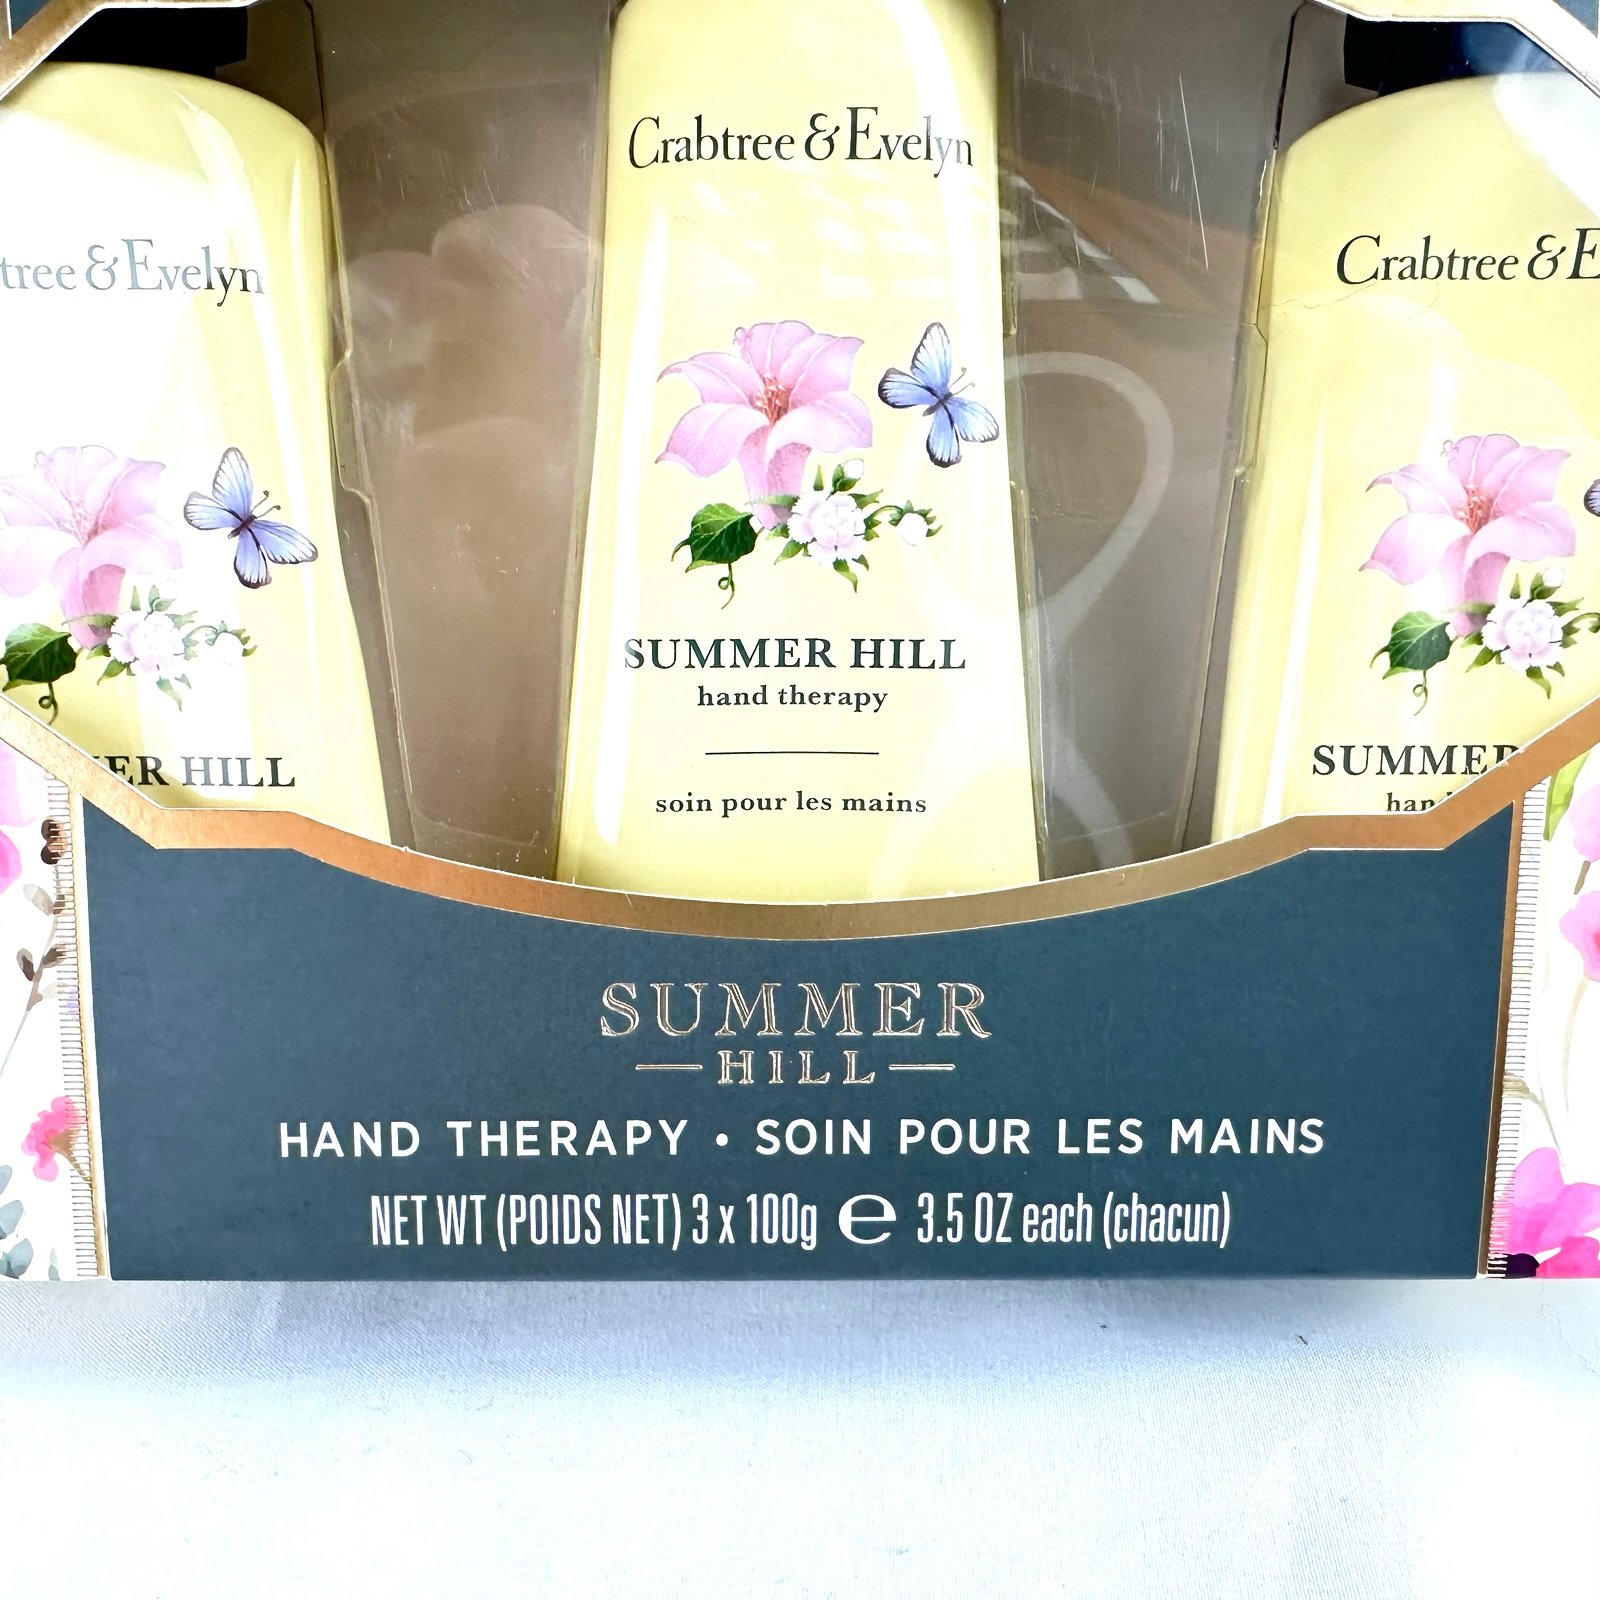 Crabtree & Evelyn
SUMMER HILL
hand therapy
soin pour les mains
tree & Evelyn
ER HILL
Crabtree & E
SUMMER
han
SUMMER
HILL
HAND THERAPY • SOIN POUR LES MAINS
NET WT (POIDS NET) 3 x 100g ℮ 3.5 OZ each (chacun)